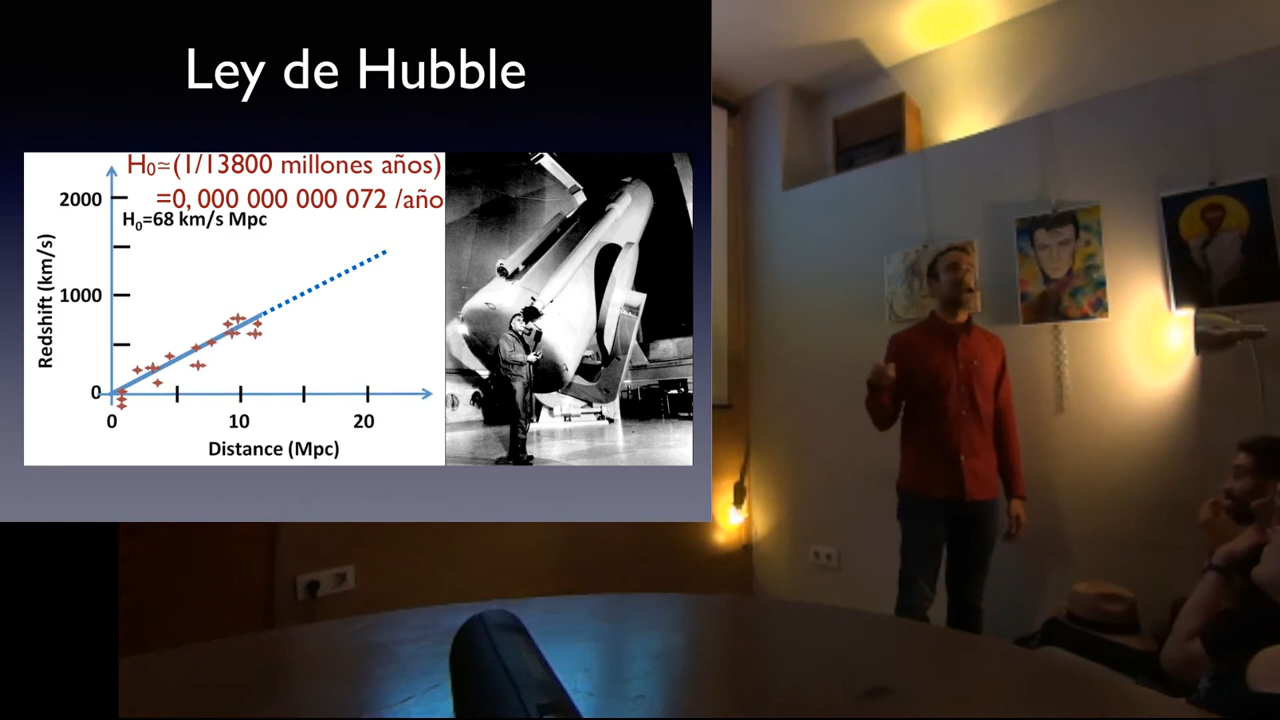 Ley de Hubble
H₀≃(1/13800 millones años)
=0,000 000 000 072 /año
H₀=68 km/s Mpc
2000
1000
0
Redshift (km/s)
0 10 20
Distance (Mpc)